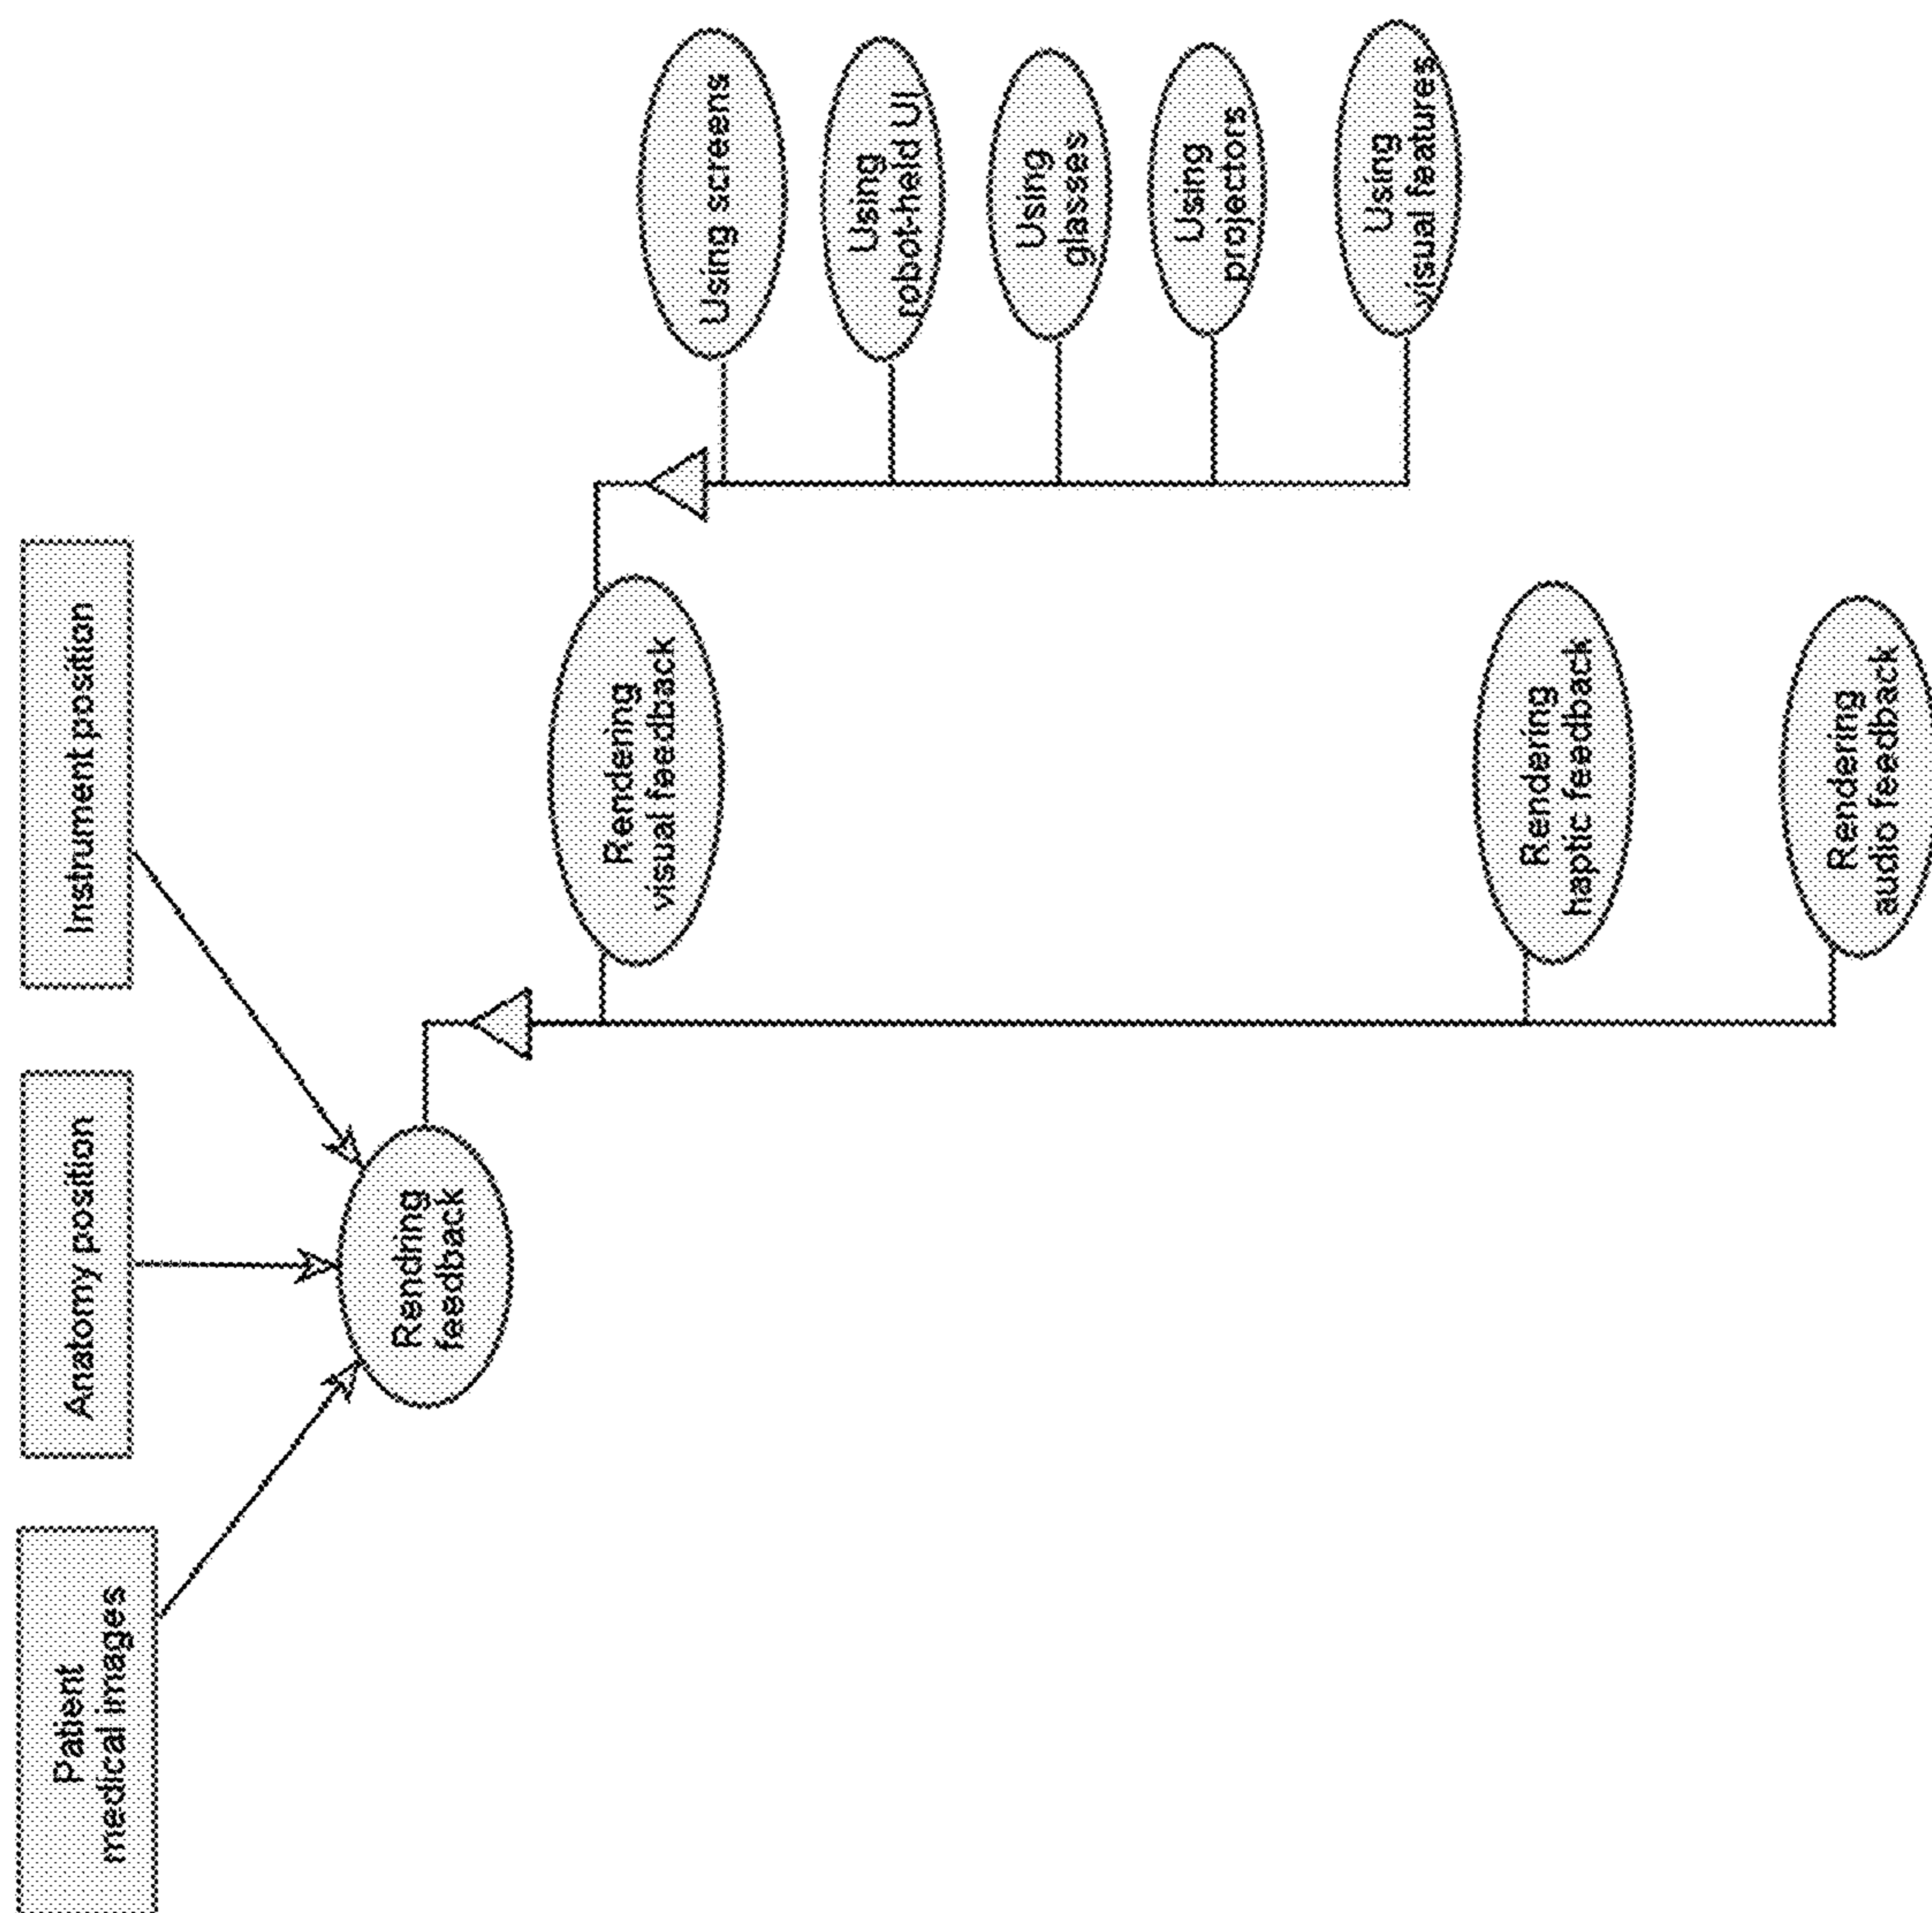 Patient
medical images
Anatomy position
Instrument position
Rendring
feedback
Rendering
visual feedback
Using screens
Using
robot-held UI
Using
glasses
Using
projectors
Using
visual features
Rendering
haptic feedback
Rendering
audio feedback